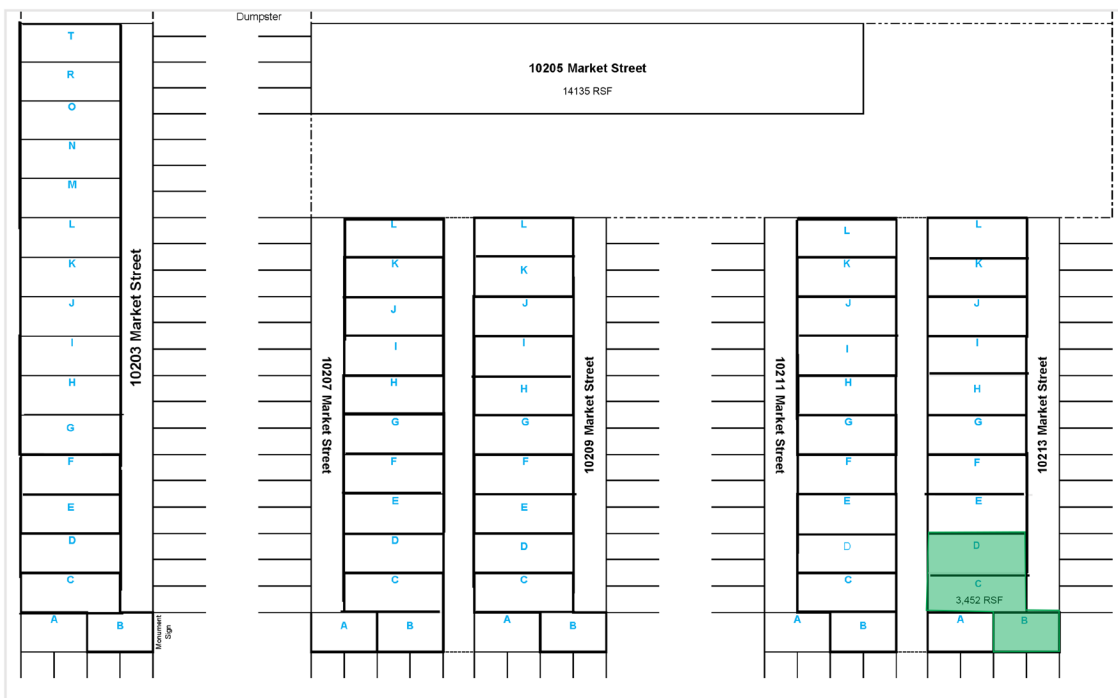 Dumpster
10205 Market Street
14135 RSF
T
R
O
N
M
L
K
J
I
H
G
F
E
D
C
A
B
10203 Market Street
Monument
Sign
10207 Market Street
L
K
J
I
H
G
F
E
D
C
A
B
L
K
J
I
H
G
F
E
D
C
A
B
10209 Market Street
10211 Market Street
L
K
J
I
H
G
F
E
D
C
A
B
L
K
J
I
H
G
F
E
D
C
3,452 RSF
A
B
10213 Market Street